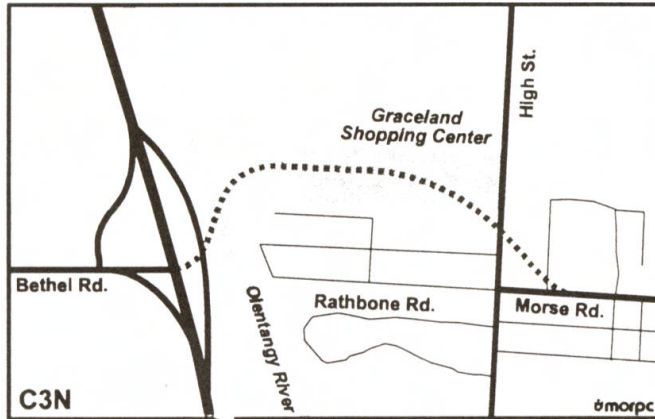 Graceland
Shopping Center
High St.
Bethel Rd.
Olentangy River
Rathbone Rd.
Morse Rd.
C3N
morpc